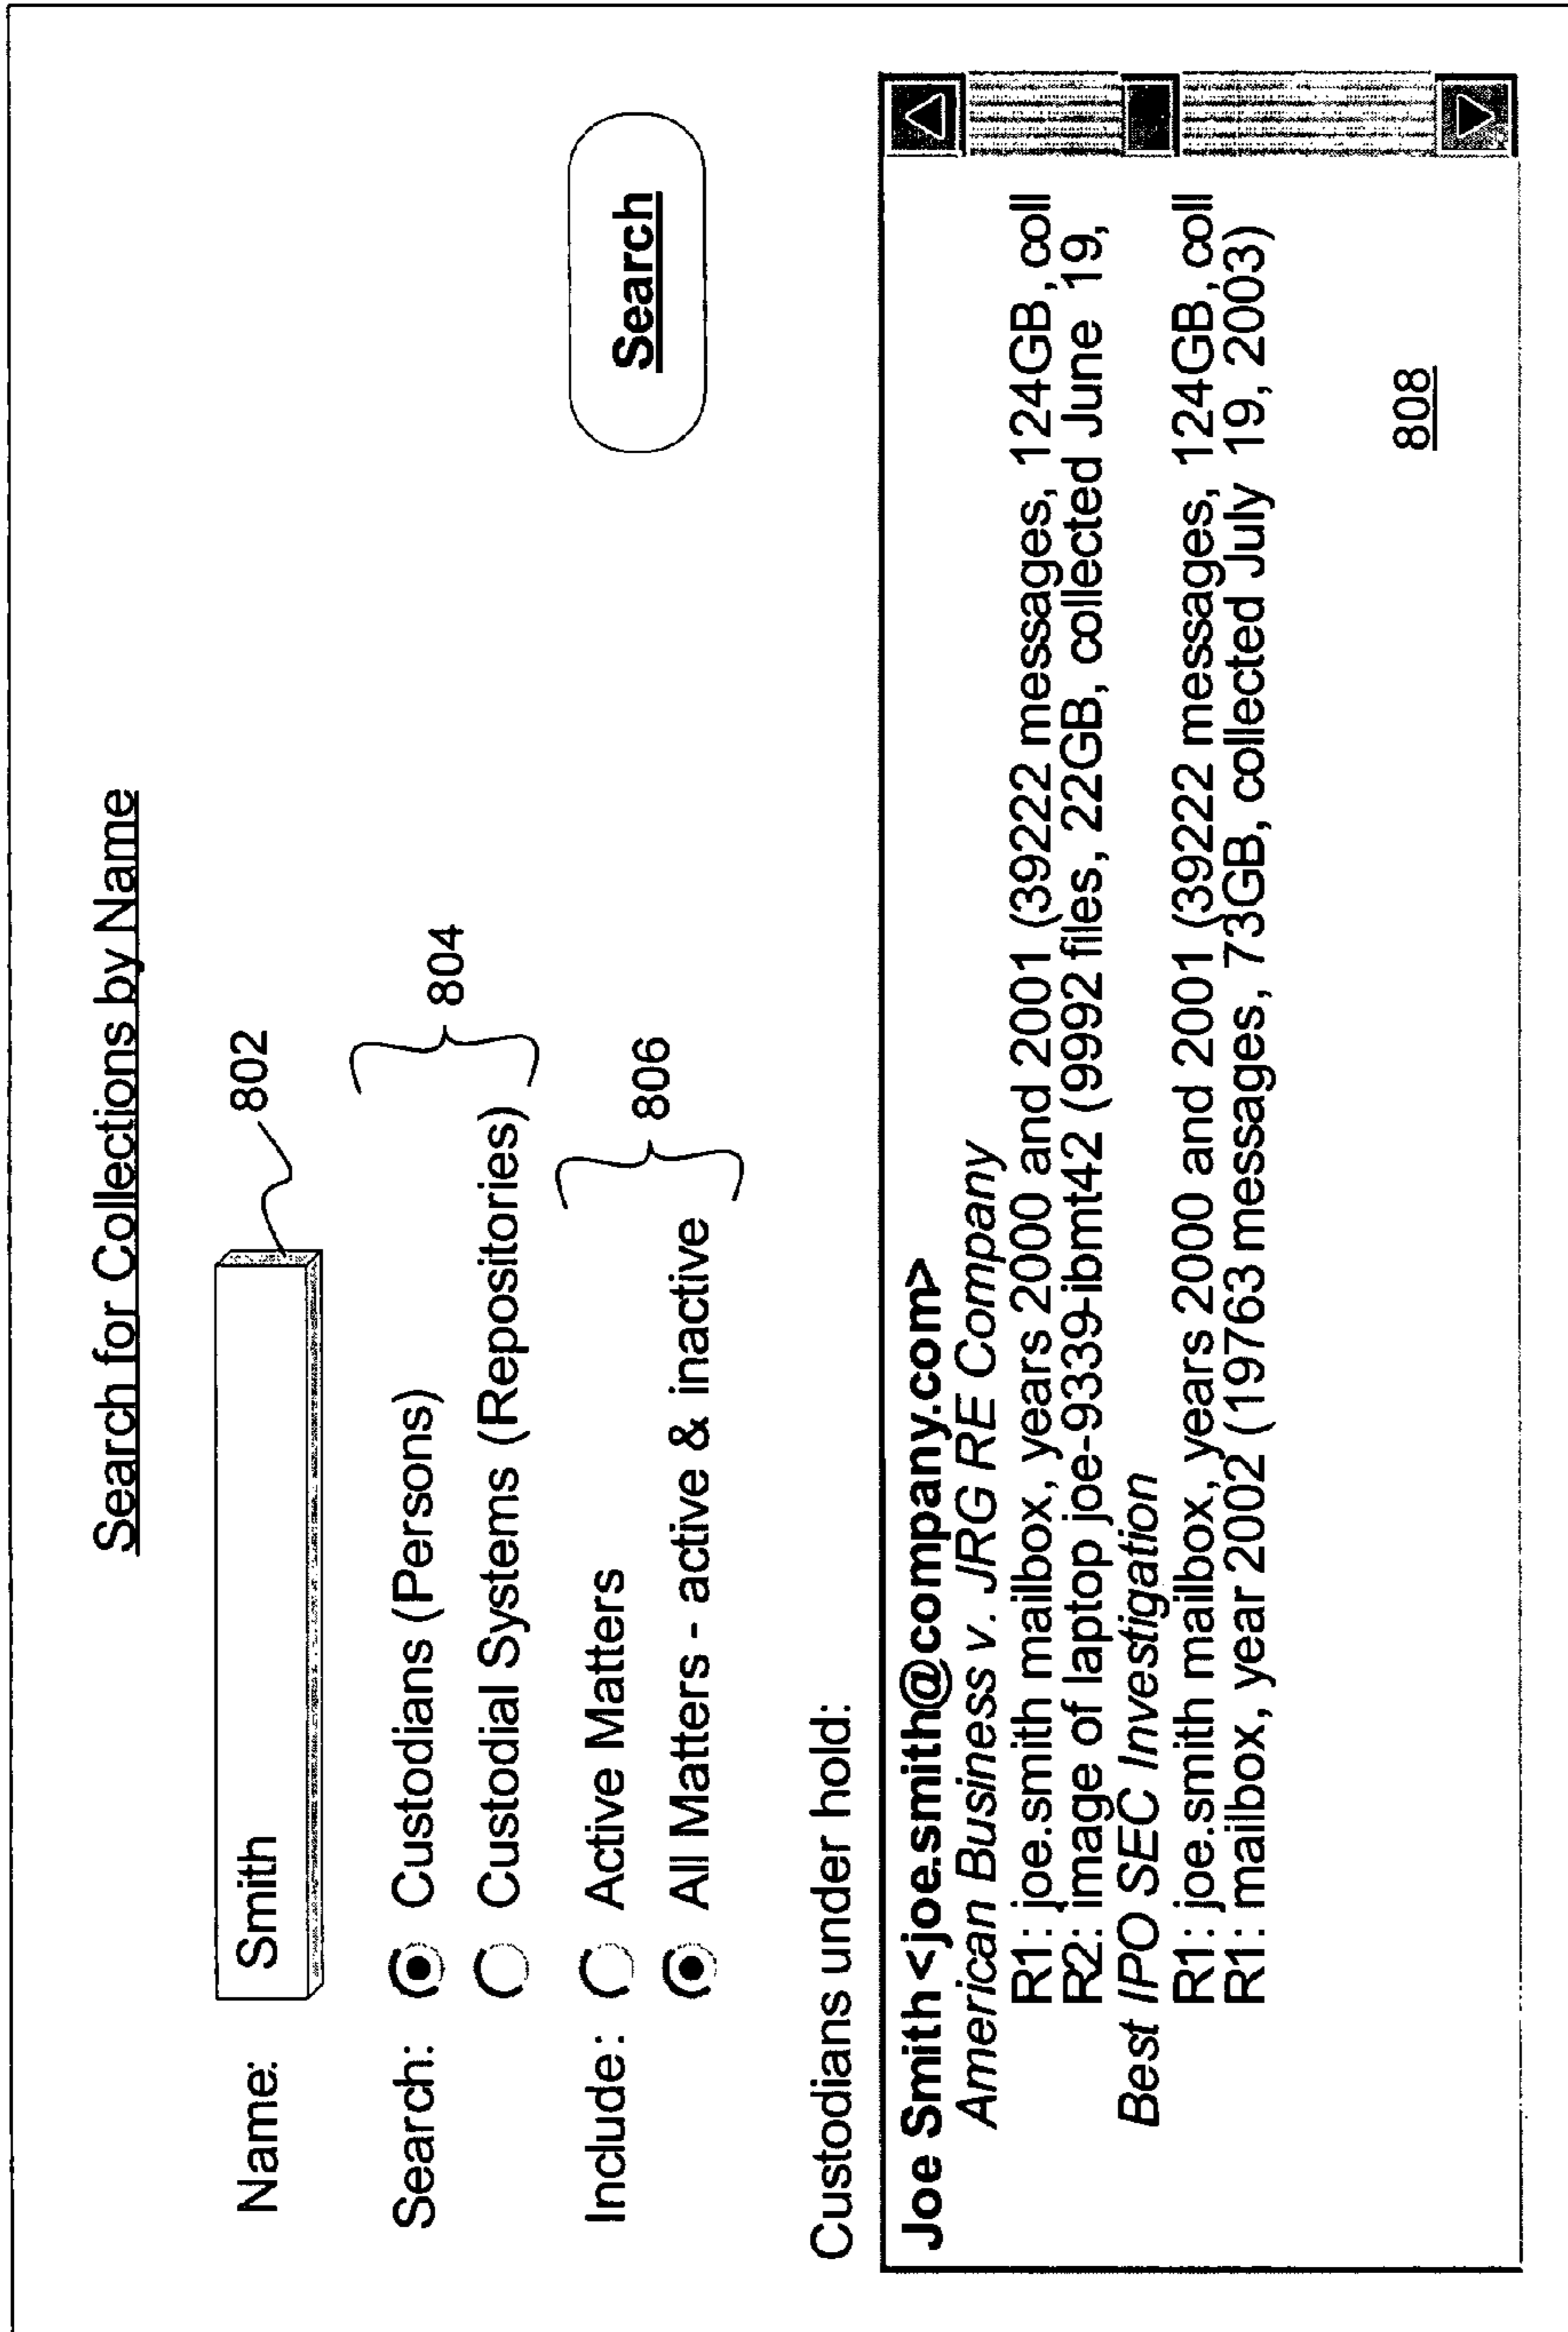 Search for Collections by Name
Name: Smith
802
Search: Custodians (Persons)
Custodial Systems (Repositories)
804
Include: Active Matters
All Matters - active & inactive
806
Search
Custodians under hold:
Joe Smith <joe.smith@company.com>
American Business v. JRG RE Company
R1: joe.smith mailbox, years 2000 and 2001 (39222 messages, 124GB, coll
R2: image of laptop joe-9339-ibmt42 (9992 files, 22GB, collected June 19,
Best IPO SEC Investigation
R1: joe.smith mailbox, years 2000 and 2001 (39222 messages, 124GB, coll
R1: mailbox, year 2002 (19763 messages, 73GB, collected July 19, 2003)
808